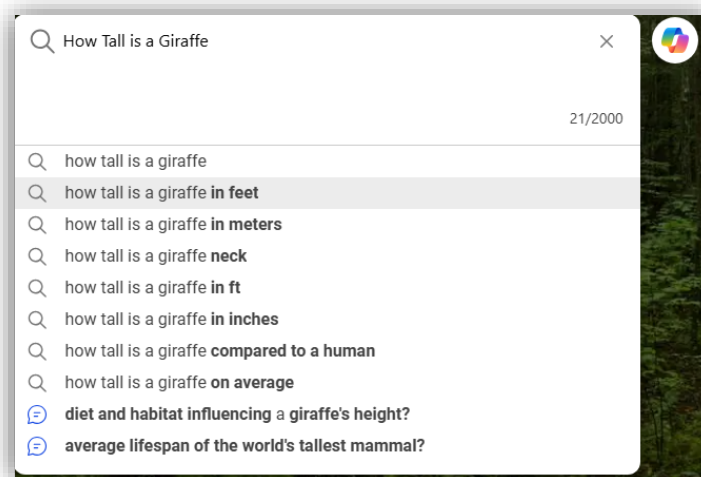 How Tall is a Giraffe
21/2000
how tall is a giraffe
how tall is a giraffe in feet
how tall is a giraffe in meters
how tall is a giraffe neck
how tall is a giraffe in ft
how tall is a giraffe in inches
how tall is a giraffe compared to a human
how tall is a giraffe on average
diet and habitat influencing a giraffe's height?
average lifespan of the world's tallest mammal?